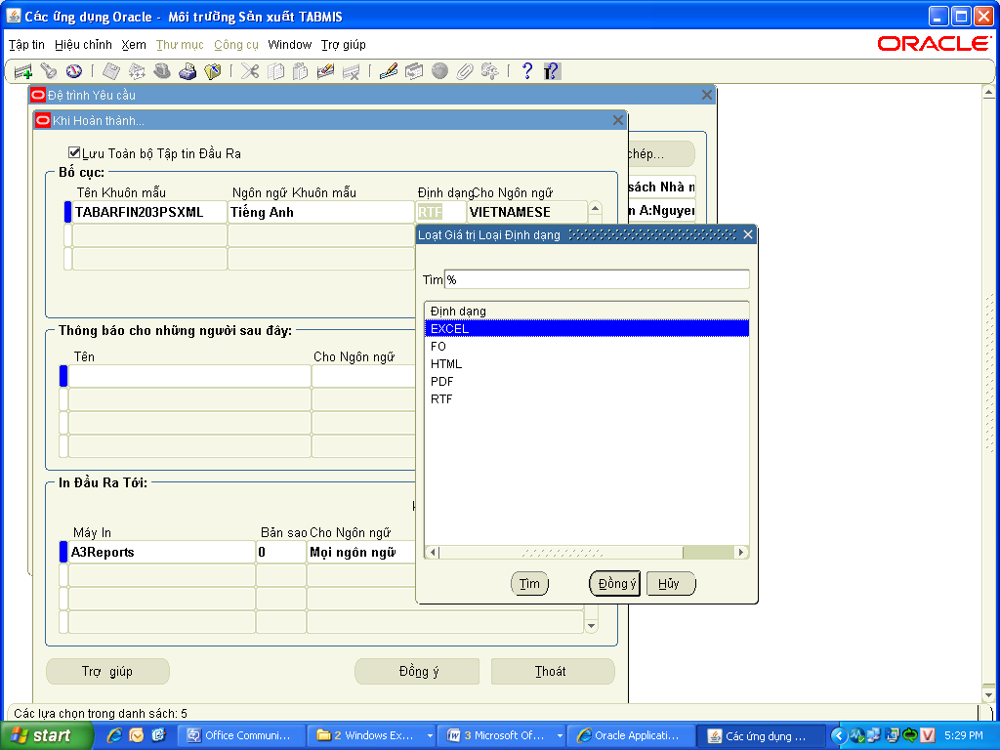 Các ứng dụng Oracle - Môi trường Sản xuất TABMIS
Tập tin Hiệu chỉnh Xem Thư mục Công cụ Window Trợ giúp
ORACLE
Đệ trình Yêu cầu
Khi Hoàn thành...
Lưu Toàn bộ Tập tin Đầu Ra
chép...
Bố cục:
sách Nhà n
Tên Khuôn mẫu Ngôn ngữ Khuôn mẫu Định dạng Cho Ngôn ngữ
TABARFIN203PSXML Tiếng Anh RTF VIETNAMESE
n A:Nguyen
Loạt Giá trị Loại Định dạng
Tìm %
Định dạng
EXCEL
FO
HTML
PDF
RTF
Thông báo cho những người sau đây:
Tên Cho Ngôn ngữ
In Đầu Ra Tới:
Máy In Bản sao Cho Ngôn ngữ
A3Reports 0 Mọi ngôn ngữ
Tìm Đồng ý Hủy
Trợ giúp Đồng ý Thoát
Các lựa chọn trong danh sách: 5
start Office Communi... 2 Windows Ex... 3 Microsoft Of... Oracle Applicati... Các ứng dụng ... 5:29 PM